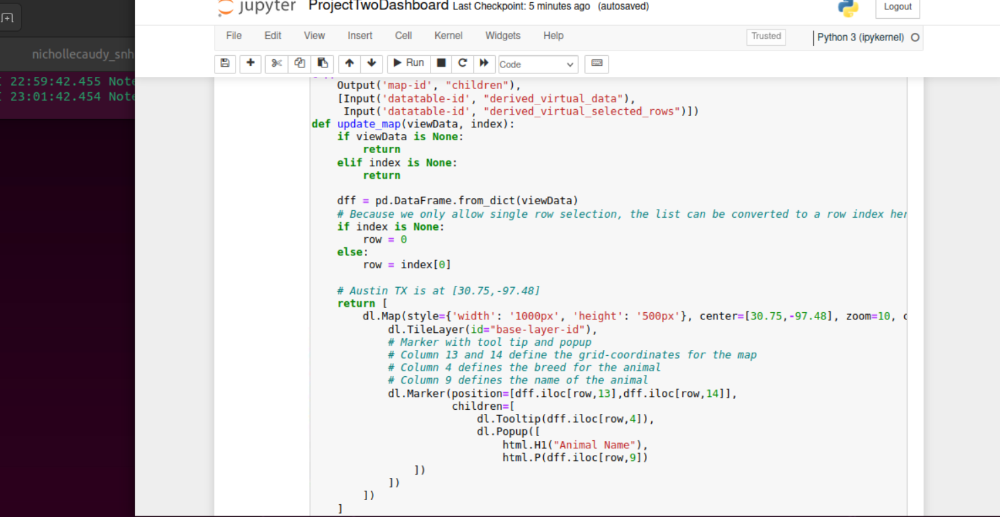 jupyter ProjectTwoDashboard Last Checkpoint: 5 minutes ago (autosaved) Logout
File Edit View Insert Cell Kernel Widgets Help Trusted Python 3 (ipykernel)
nichollecaudy_snh
Run Code
22:59:42.455 Note
23:01:42.454 Note
Output('map-id', "children"),
[Input('datatable-id', "derived_virtual_data"),
Input('datatable-id', "derived_virtual_selected_rows")])
def update_map(viewData, index):
if viewData is None:
return
elif index is None:
return
dff = pd.DataFrame.from_dict(viewData)
# Because we only allow single row selection, the list can be converted to a row index her
if index is None:
row = 0
else:
row = index[0]
# Austin TX is at [30.75,-97.48]
return [
dl.Map(style={'width': '1000px', 'height': '500px'}, center=[30.75,-97.48], zoom=10, c
dl.TileLayer(id="base-layer-id"),
# Marker with tool tip and popup
# Column 13 and 14 define the grid-coordinates for the map
# Column 4 defines the breed for the animal
# Column 9 defines the name of the animal
dl.Marker(position=[dff.iloc[row,13],dff.iloc[row,14]],
children=[
dl.Tooltip(dff.iloc[row,4]),
dl.Popup([
html.H1("Animal Name"),
html.P(dff.iloc[row,9])
])
])
])
]